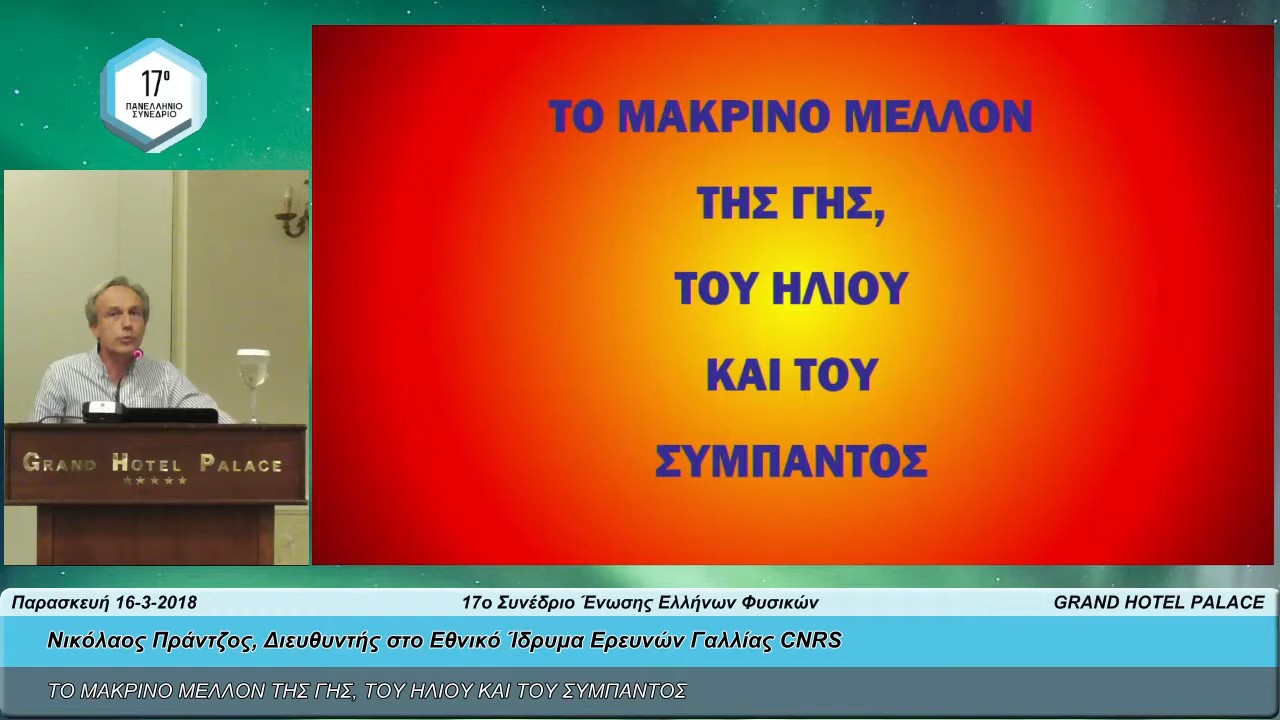 17ο
ΠΑΝΕΛΛΗΝΙΟ
ΣΥΝΕΔΡΙΟ
ΤΟ ΜΑΚΡΙΝΟ ΜΕΛΛΟΝ
ΤΗΣ ΓΗΣ,
ΤΟΥ ΗΛΙΟΥ
ΚΑΙ ΤΟΥ
ΣΥΜΠΑΝΤΟΣ
GRAND HOTEL PALACE
Παρασκευή 16-3-2018 17ο Συνέδριο Ένωσης Ελλήνων Φυσικών GRAND HOTEL PALACE
Νικόλαος Πράντζος, Διευθυντής στο Εθνικό Ίδρυμα Ερευνών Γαλλίας CNRS
ΤΟ ΜΑΚΡΙΝΟ ΜΕΛΛΟΝ ΤΗΣ ΓΗΣ, ΤΟΥ ΗΛΙΟΥ ΚΑΙ ΤΟΥ ΣΥΜΠΑΝΤΟΣ